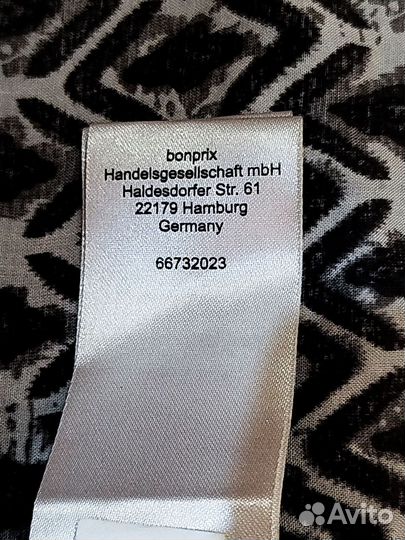 bonprix
Handelsgesellschaft mbH
Haldesdorfer Str. 61
22179 Hamburg
Germany
66732023
Avito